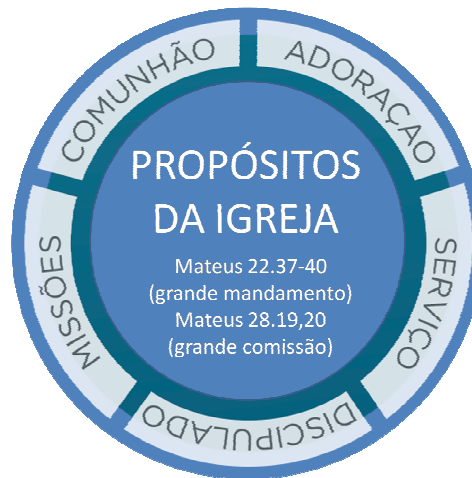 COMUNHÃO
ADORAÇAO
SERVIÇO
DISCIPULADO
MISSÕES
PROPÓSITOS
DA IGREJA
Mateus 22.37-40
(grande mandamento)
Mateus 28.19,20
(grande comissão)